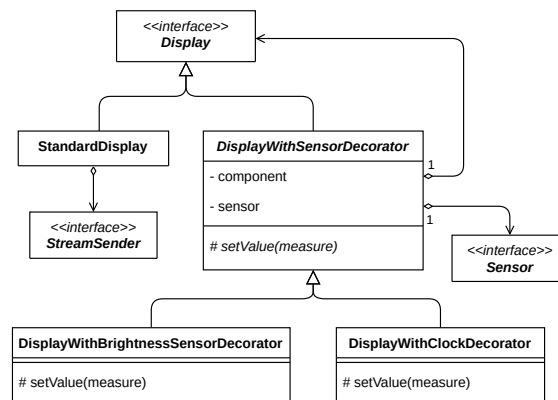 <<interface>>
Display
StandardDisplay
DisplayWithSensorDecorator
1
- component
- sensor
1
# setValue(measure)
<<interface>>
StreamSender
<<interface>>
Sensor
DisplayWithBrightnessSensorDecorator
# setValue(measure)
DisplayWithClockDecorator
# setValue(measure)